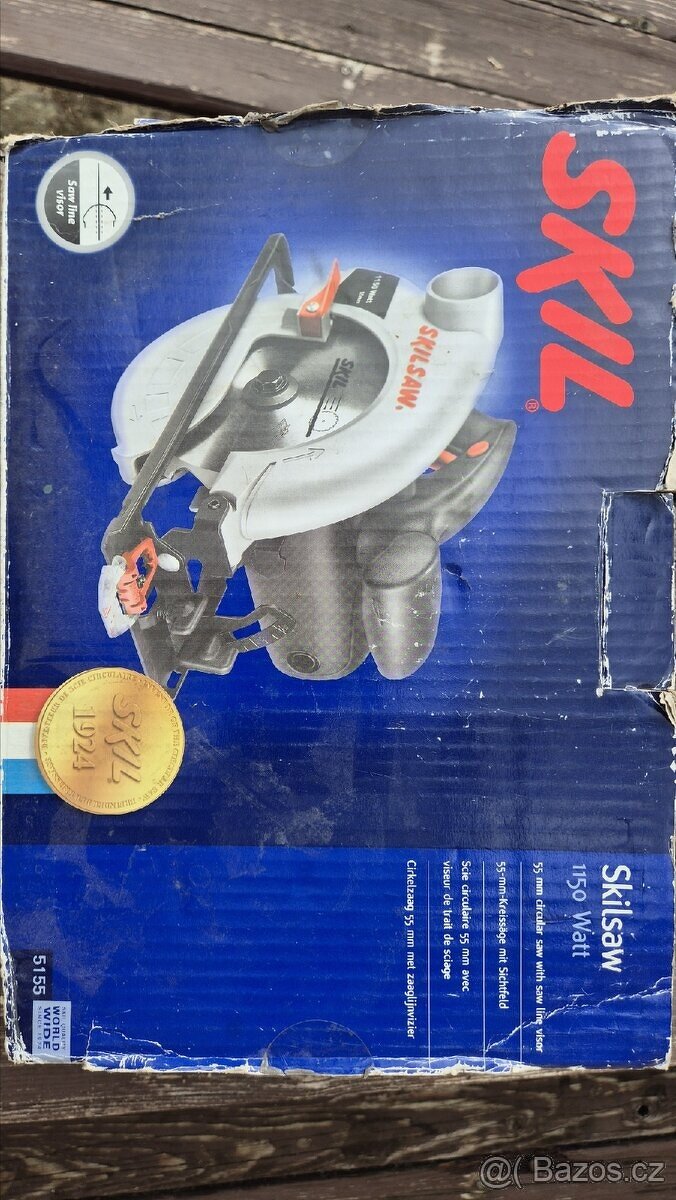 SKIL®
Saw line
visor
1150 Watt
SKILSAW.
SKIL
SKIL
1924
Skilsaw
1150 Watt
55 mm circular saw with saw line visor
55-mm-Kreissäge mit Sichtfeld
Scie circulaire 55 mm avec
viseur de trait de sciage
Cirkelzaag 55 mm met zaaglijnvizier
5155
WORLD
WIDE
@( Bazos.cz